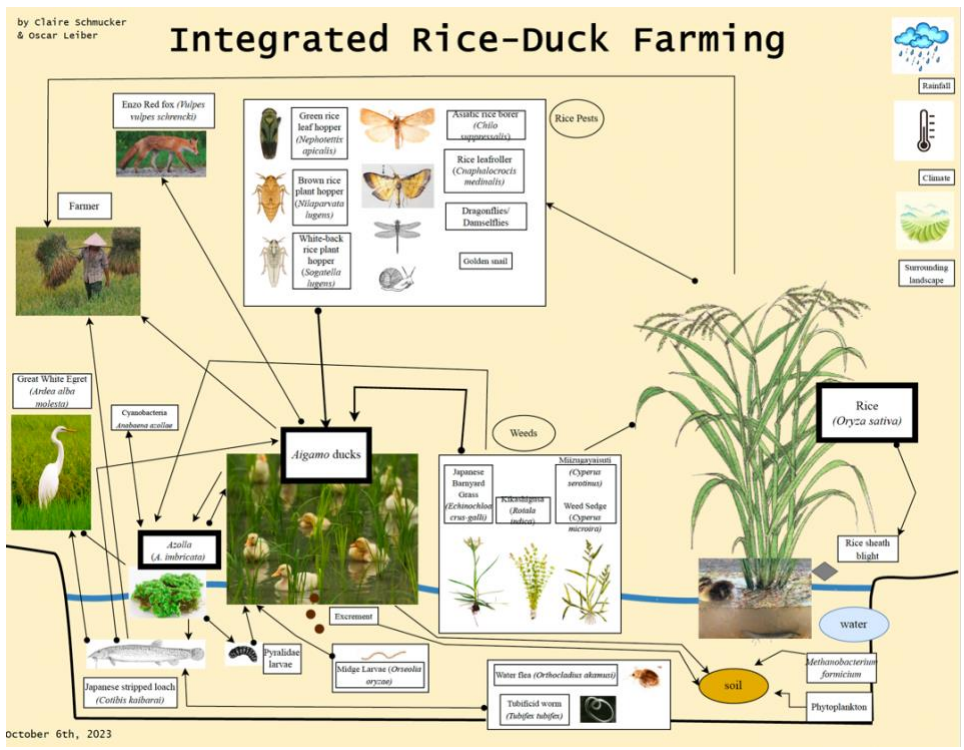 by Claire Schmucker
& Oscar Leiber
Integrated Rice-Duck Farming
Rainfall
Climate
Surrounding
landscape
Enzo Red fox (Vulpes
vulpes schrencki)
Farmer
Green rice
leaf hopper
(Nephotettix
apicalis)
Brown rice
plant hopper
(Nilaparvata
lugens)
White-back
rice plant
hopper
(Sogatella
lugens)
Asiatic rice borer
(Chilo
suppressalis)
Rice leafroller
(Cnaphalocrocis
medinalis)
Dragonflies/
Damselflies
Golden snail
Rice Pests
Great White Egret
(Ardea alba
molesta)
Cyanobacteria
Anabaena azollae
Aigamo ducks
Weeds
Japanese
Barnyard
Grass
(Echinochloa
crus-galli)
Kikashigusa
(Rotala
indica)
Miizugayaisuti
(Cyperus
serotinus)
Weed Sedge
(Cyperus
microira)
Rice
(Oryza sativa)
Azolla
(A. imbricata)
Rice sheath
blight
Excrement
water
Pyralidae
larvae
Midge Larvae (Orseolia
oryzae)
Japanese stripped loach
(Cotibis kaibarai)
Water flea (Orthocladius akamusi)
Tubificid worm
(Tubifex tubifex)
soil
Methanobacterium
formicium
Phytoplankton
October 6th, 2023